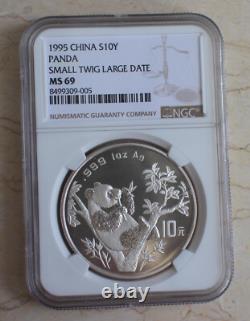 1995 CHINA S10Y
PANDA
SMALL TWIG LARGE DATE
MS 69
8499309-005
NGC
NUMISMATIC GUARANTY COMPANY
.999 1oz Ag
10元